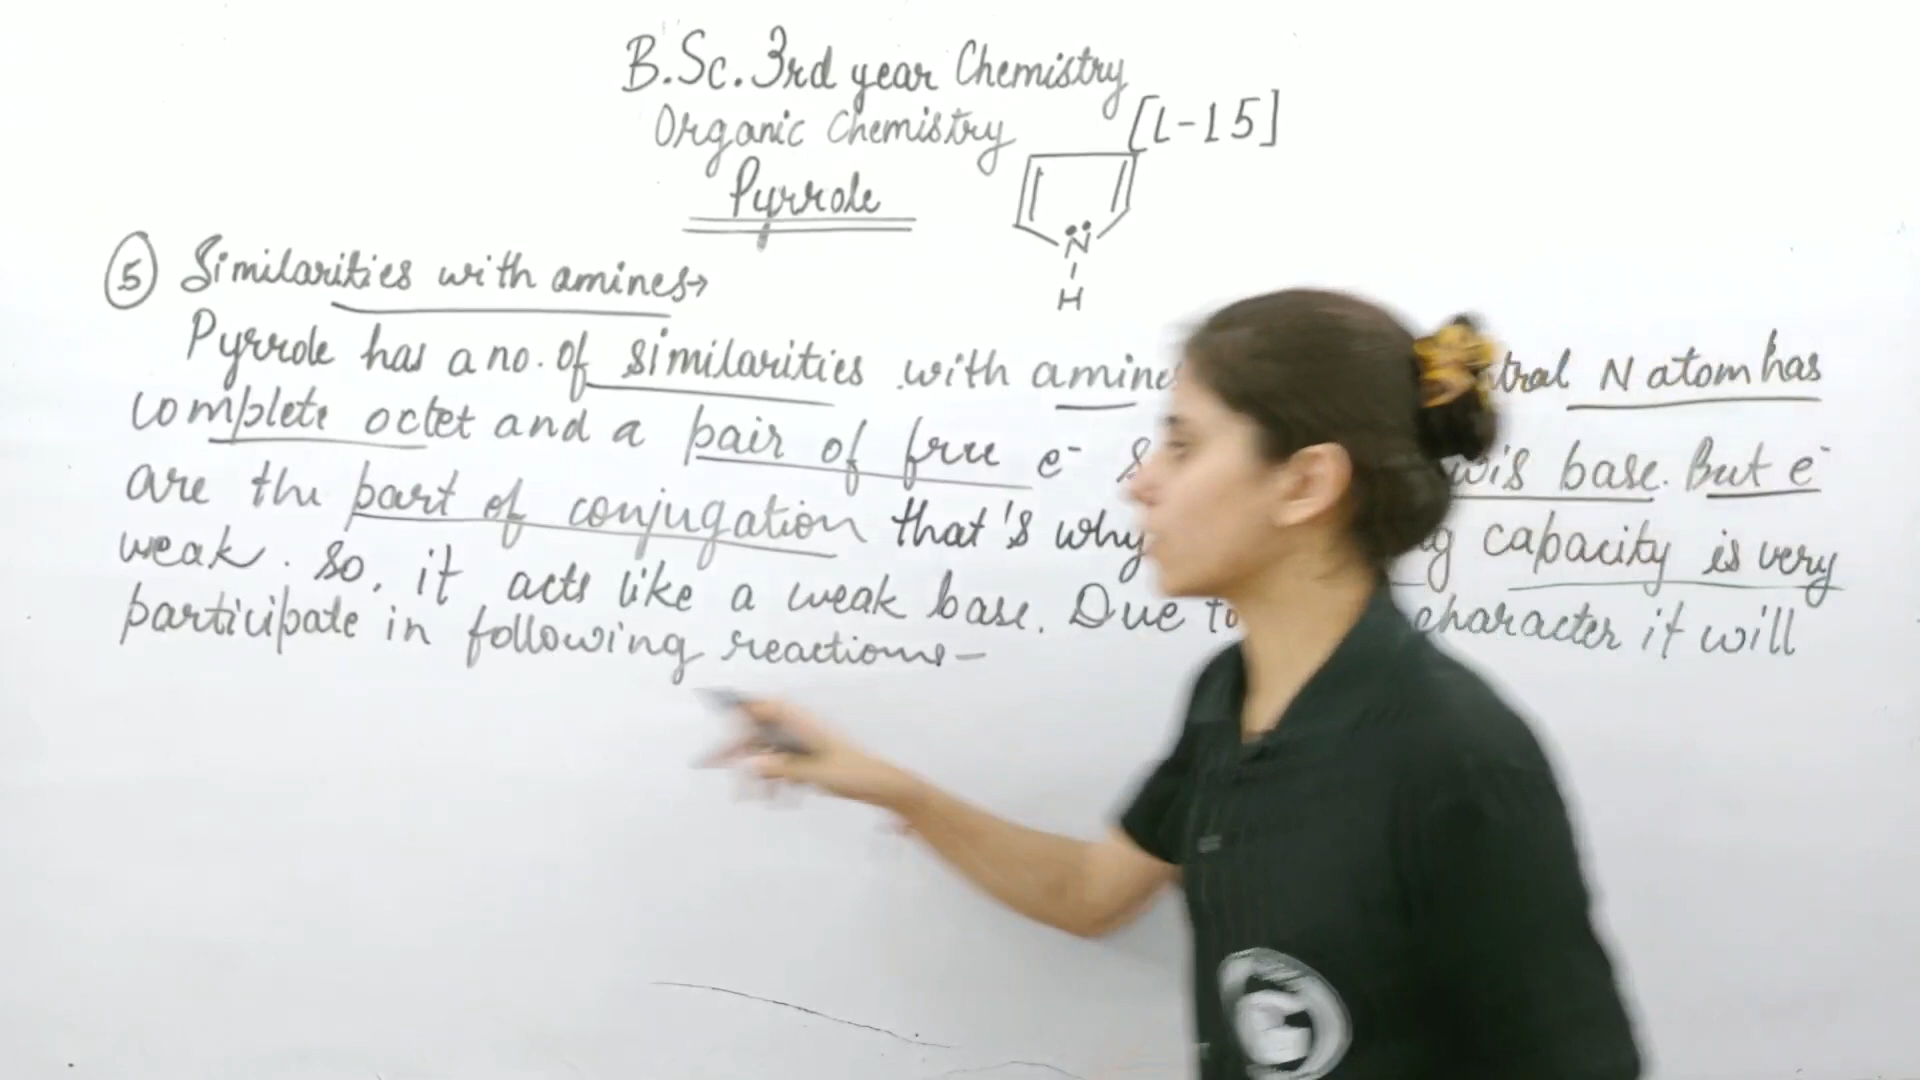 B.Sc. 3rd year Chemistry
Organic Chemistry [L-15]
Pyrrole
N
H
5 Similarities with amines→
Pyrrole has a no. of similarities with N atom has
complete octet and a pair of free e⁻ base. But e⁻
are the part of conjugation that's why capacity is very
weak. So, it acts like a weak base. Due to character it will
participate in following reactions-